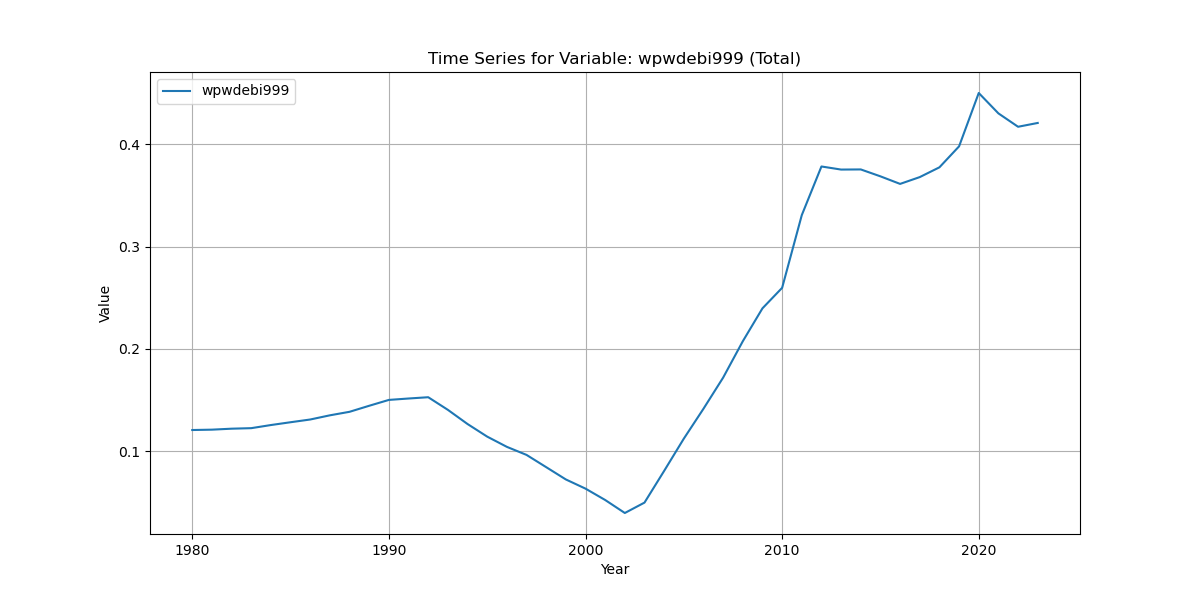 Time Series for Variable: wpwdebi999 (Total)
wpwdebi999
Value
0.4
0.3
0.2
0.1
1980 1990 2000 2010 2020
Year